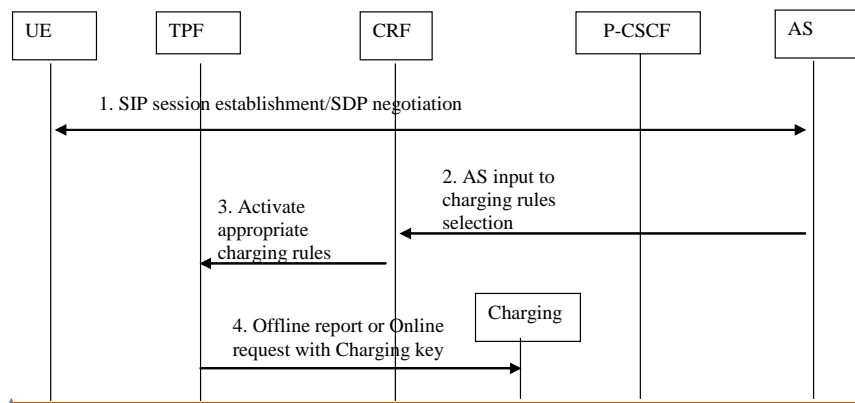 UE
TPF
CRF
P-CSCF
AS
1. SIP session establishment/SDP negotiation
2. AS input to
charging rules
selection
3. Activate
appropriate
charging rules
Charging
4. Offline report or Online
request with Charging key